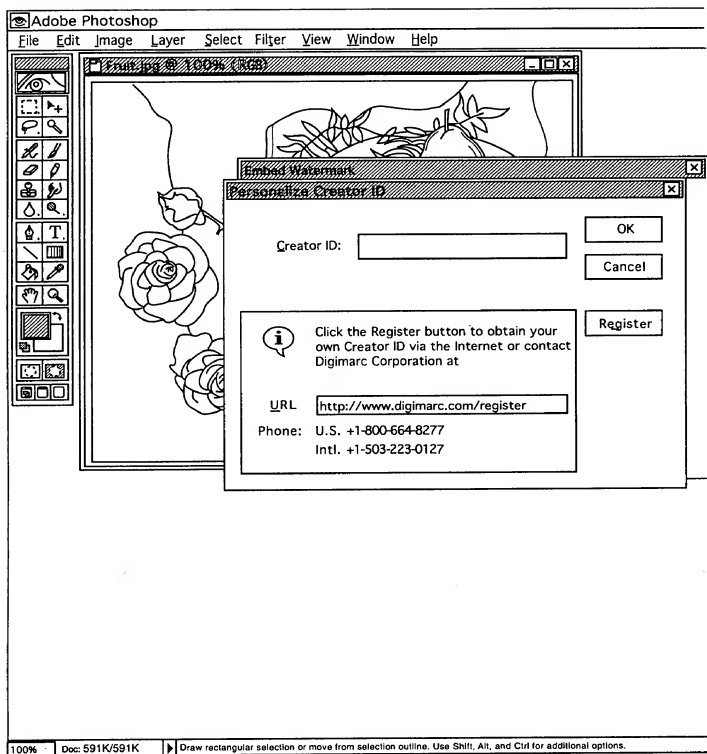 Adobe Photoshop
File Edit Image Layer Select Filter View Window Help
Fruit.jpg @ 100% (RGB)
T
Embed Watermark
Personalize Creator ID
Creator ID:
OK
Cancel
Register
Click the Register button to obtain your
own Creator ID via the Internet or contact
Digimarc Corporation at
URL http://www.digimarc.com/register
Phone: U.S. +1-800-664-8277
Intl. +1-503-223-0127
100% Doc: 591K/591K Draw rectangular selection or move from selection outline. Use Shift, Alt, and Ctrl for additional options.